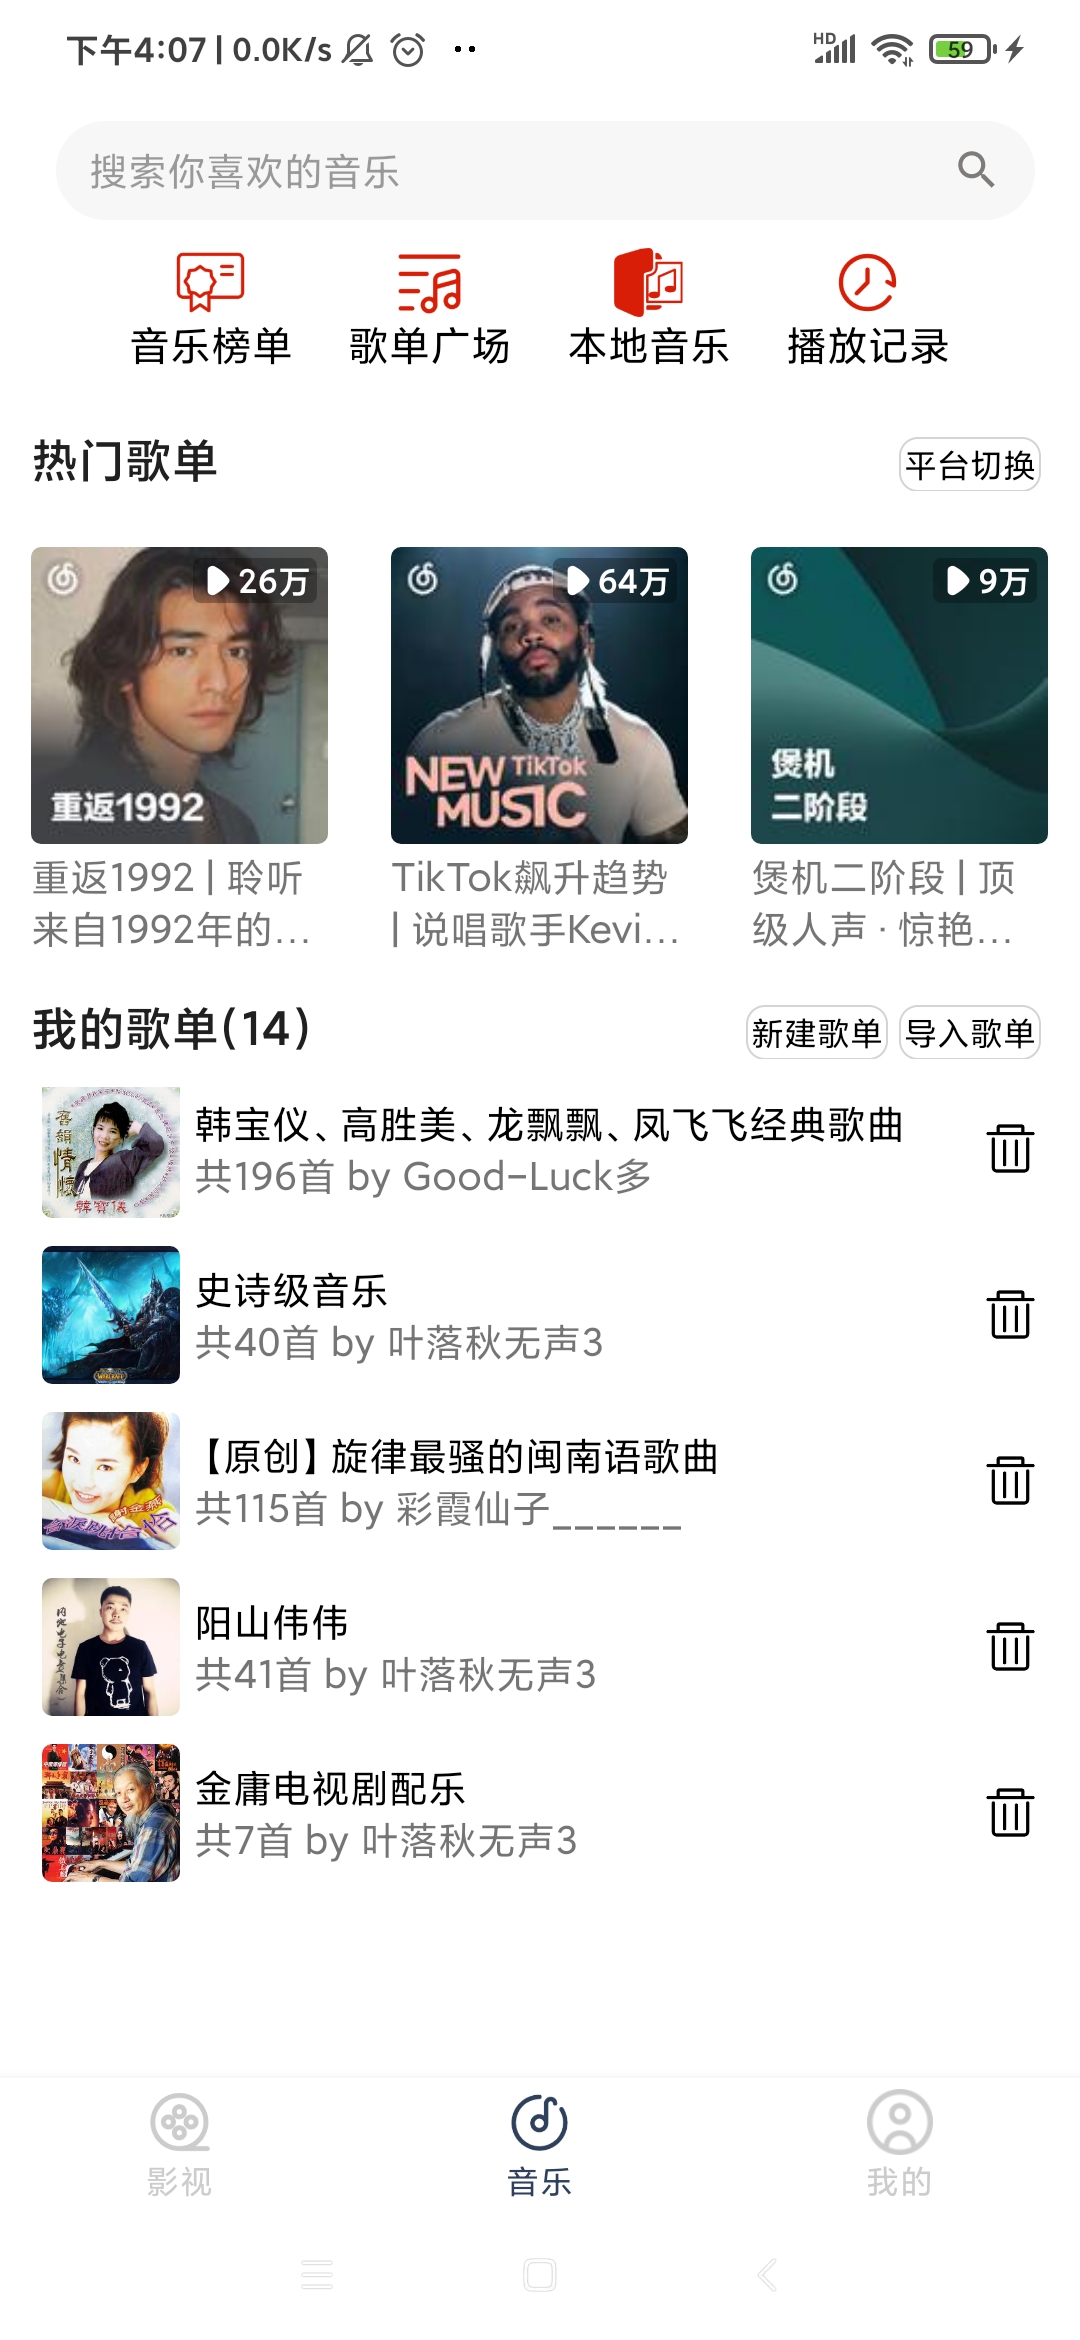 下午4:07 | 0.0K/s
HD
59
搜索你喜欢的音乐
音乐榜单 歌单广场 本地音乐 播放记录
热门歌单
平台切换
26万
重返1992
重返1992 | 聆听
来自1992年的...
64万
NEW TikTok
MUSIC
TikTok飙升趋势
| 说唱歌手Kevi...
9万
煲机
二阶段
煲机二阶段 | 顶
级人声 · 惊艳...
我的歌单(14)
新建歌单 导入歌单
韩宝仪、高胜美、龙飘飘、凤飞飞经典歌曲
共196首 by Good-Luck多
韓寶儀
史诗级音乐
共40首 by 叶落秋无声3
WARCRAFT
【原创】旋律最骚的闽南语歌曲
共115首 by 彩霞仙子______
阳山伟伟
共41首 by 叶落秋无声3
金庸电视剧配乐
共7首 by 叶落秋无声3
影视 音乐 我的